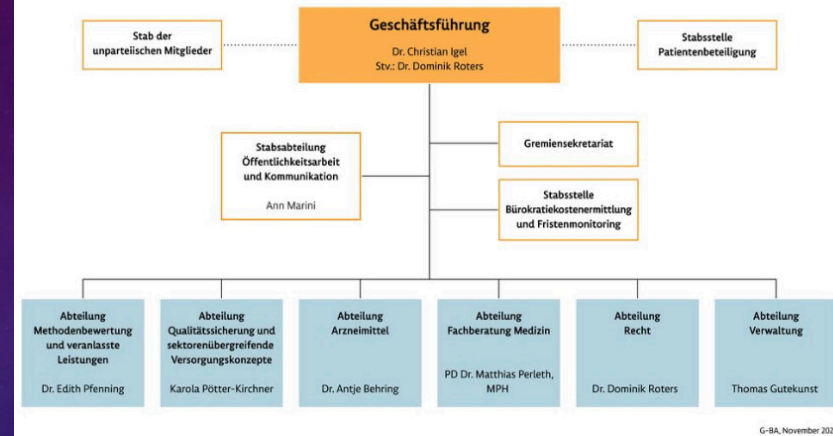 Geschäftsführung
Dr. Christian Igel
Stv.: Dr. Dominik Roters
Stab der
unparteiischen Mitglieder
Stabsstelle
Patientenbeteiligung
Stabsabteilung
Öffentlichkeitsarbeit
und Kommunikation
Ann Marini
Gremiensekretariat
Stabsstelle
Bürokratiekostenermittlung
und Fristenmonitoring
Abteilung
Methodenbewertung
und veranlasste
Leistungen
Dr. Edith Pfenning
Abteilung
Qualitätssicherung und
sektorenübergreifende
Versorgungskonzepte
Karola Pötter-Kirchner
Abteilung
Arzneimittel
Dr. Antje Behring
Abteilung
Fachberatung Medizin
PD Dr. Matthias Perleth,
MPH
Abteilung
Recht
Dr. Dominik Roters
Abteilung
Verwaltung
Thomas Gutekunst
G-BA, November 202